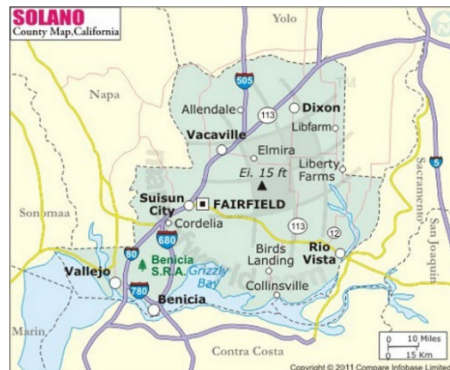 SOLANO
County Map, California
Yolo
Napa
505
Allendale
113
Dixon
Vacaville
Libfarm
Elmira
Liberty
Farms
El. 15 ft
5
Suisun
City
FAIRFIELD
Cordelia
Sacramento
San Joaquin
Sonomaa
80
680
113
12
Rio
Vista
Benicia
S.R.A.
Grizzly
Bay
Birds
Landing
Vallejo
780
Benicia
Collinsville
Marin
Contra Costa
0 10 Miles
0 15 Km
Copyright © 2011 Compare Infobase Limited